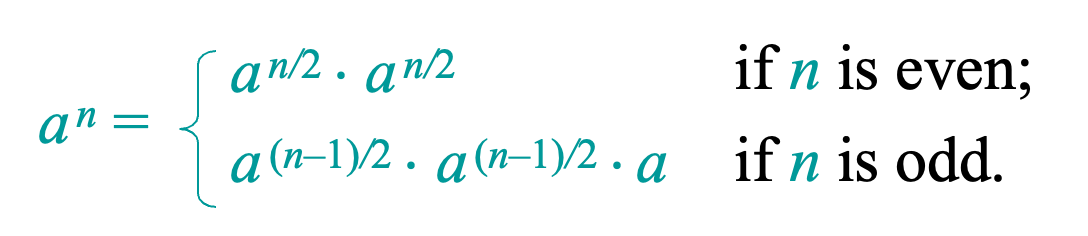 a^{n/2} · a^{n/2} if n is even;
a^n =
a^{(n–1)/2} · a^{(n–1)/2} · a if n is odd.